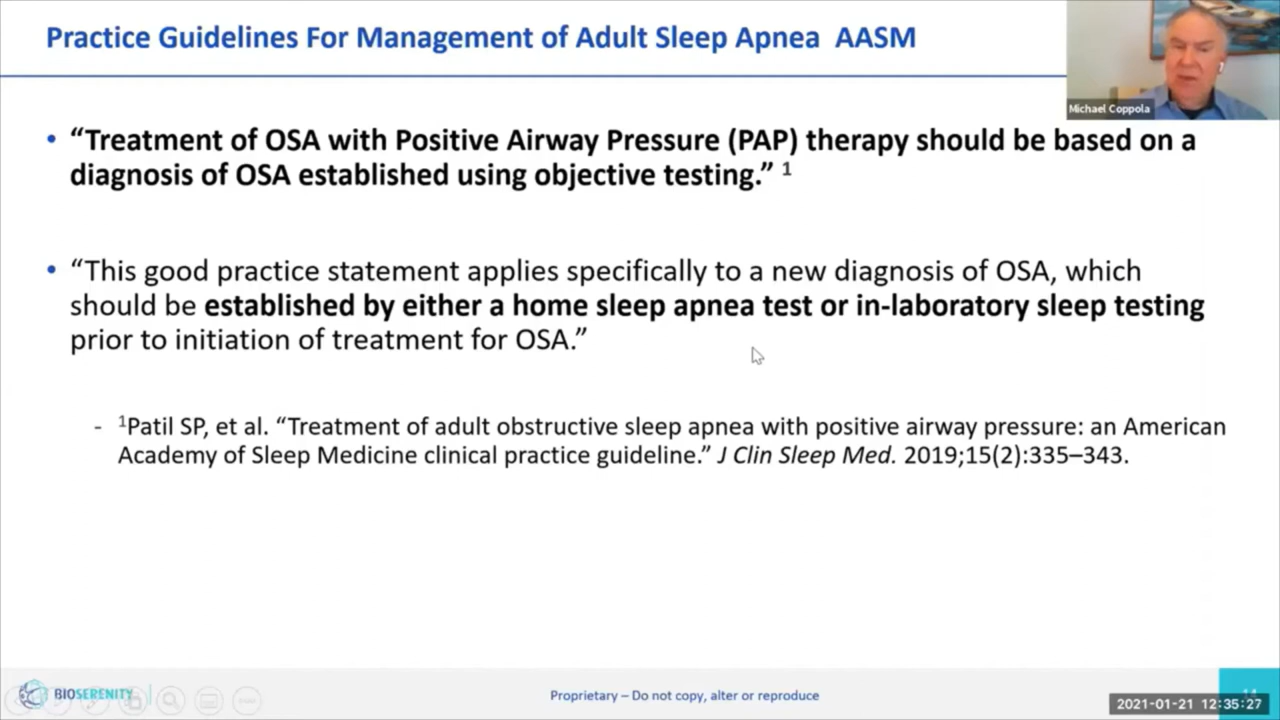 Practice Guidelines For Management of Adult Sleep Apnea AASM
Michael Coppola
• “Treatment of OSA with Positive Airway Pressure (PAP) therapy should be based on a
diagnosis of OSA established using objective testing.” 1
• “This good practice statement applies specifically to a new diagnosis of OSA, which
should be established by either a home sleep apnea test or in-laboratory sleep testing
prior to initiation of treatment for OSA.”
- 1Patil SP, et al. “Treatment of adult obstructive sleep apnea with positive airway pressure: an American
Academy of Sleep Medicine clinical practice guideline.” J Clin Sleep Med. 2019;15(2):335–343.
BIOSERENITY
Proprietary – Do not copy, alter or reproduce
2021-01-21 12:35:27